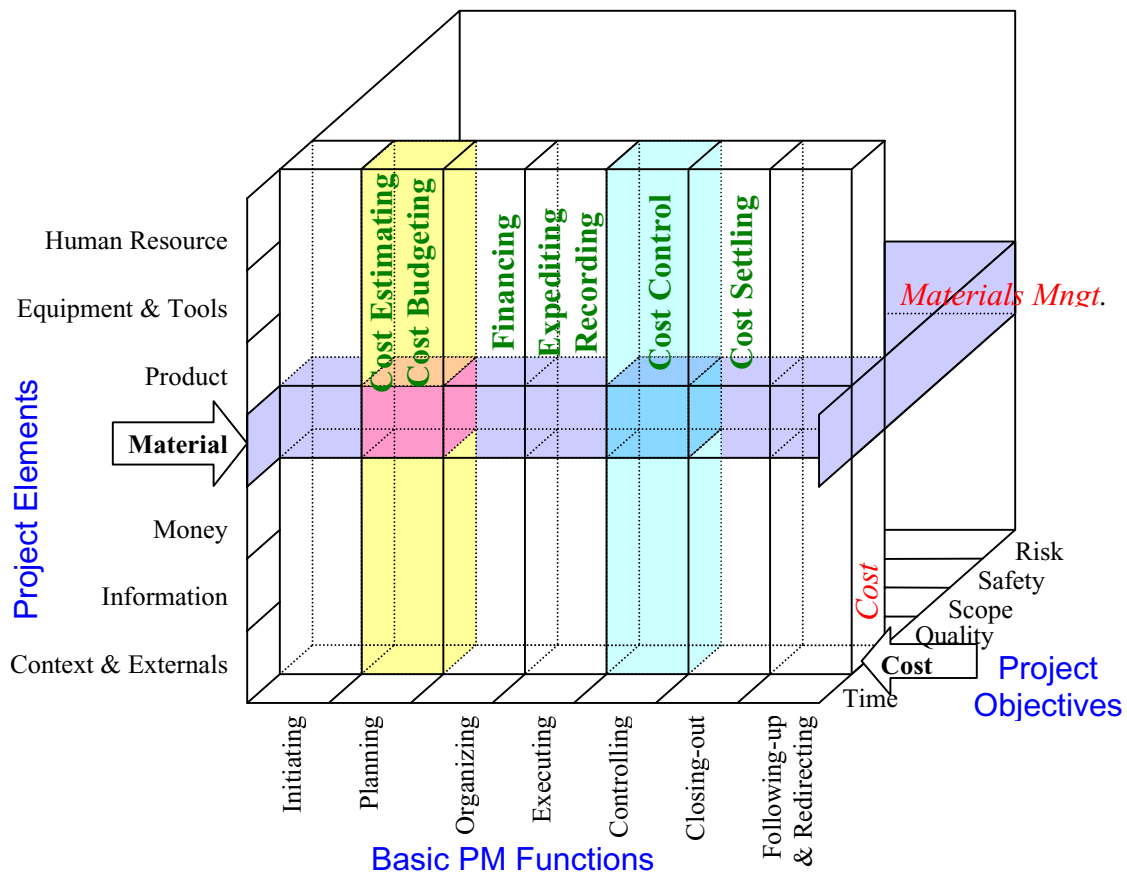 Cost Estimating
Cost Budgeting
Financing
Expediting
Recording
Cost Control
Cost Settling
Human Resource
Equipment & Tools
Product
Material
Money
Information
Context & Externals
Project Elements
Materials Mngt.
Cost
Risk
Safety
Scope
Quality
Cost
Time
Project
Objectives
Initiating
Planning
Organizing
Executing
Controlling
Closing-out
Following-up
& Redirecting
Basic PM Functions